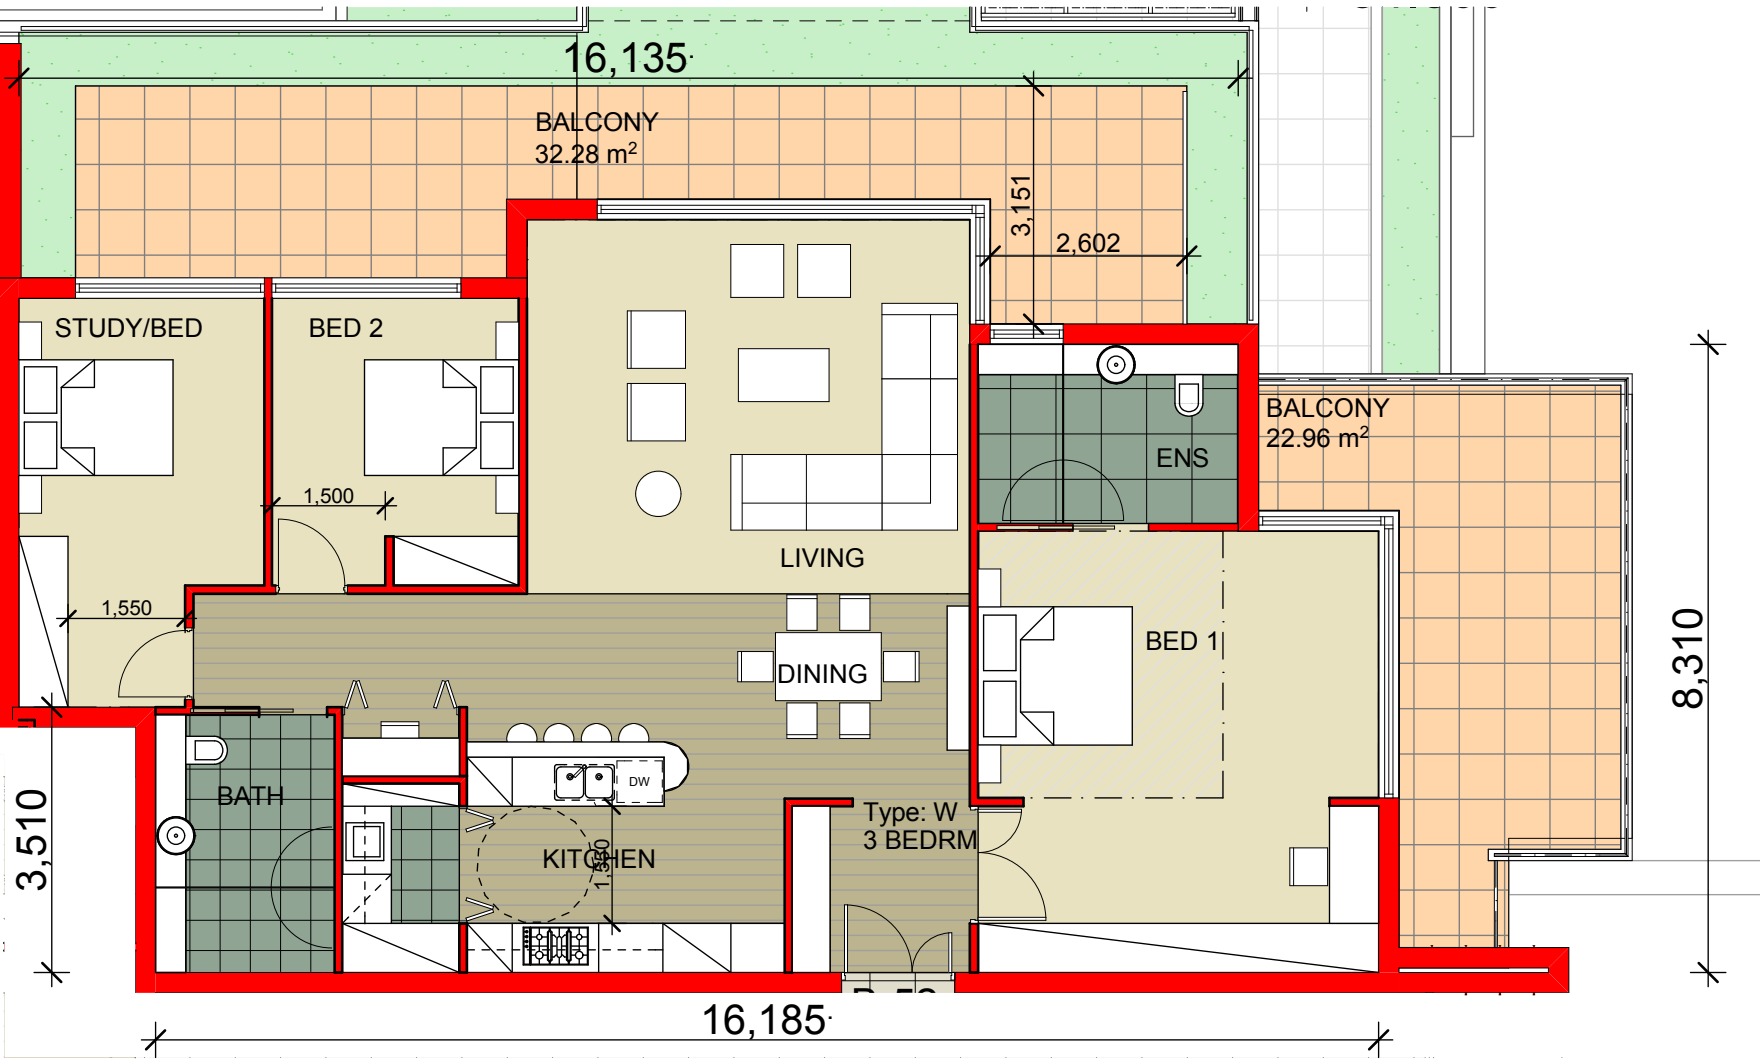 16,135
BALCONY
32.28 m²
3,151
2,602
STUDY/BED
BED 2
BALCONY
22.96 m²
ENS
1,500
LIVING
1,550
BED 1
8,310
DINING
DW
BATH
Type: W
3 BEDRM
3,510
KITCHEN
1,550
16,185